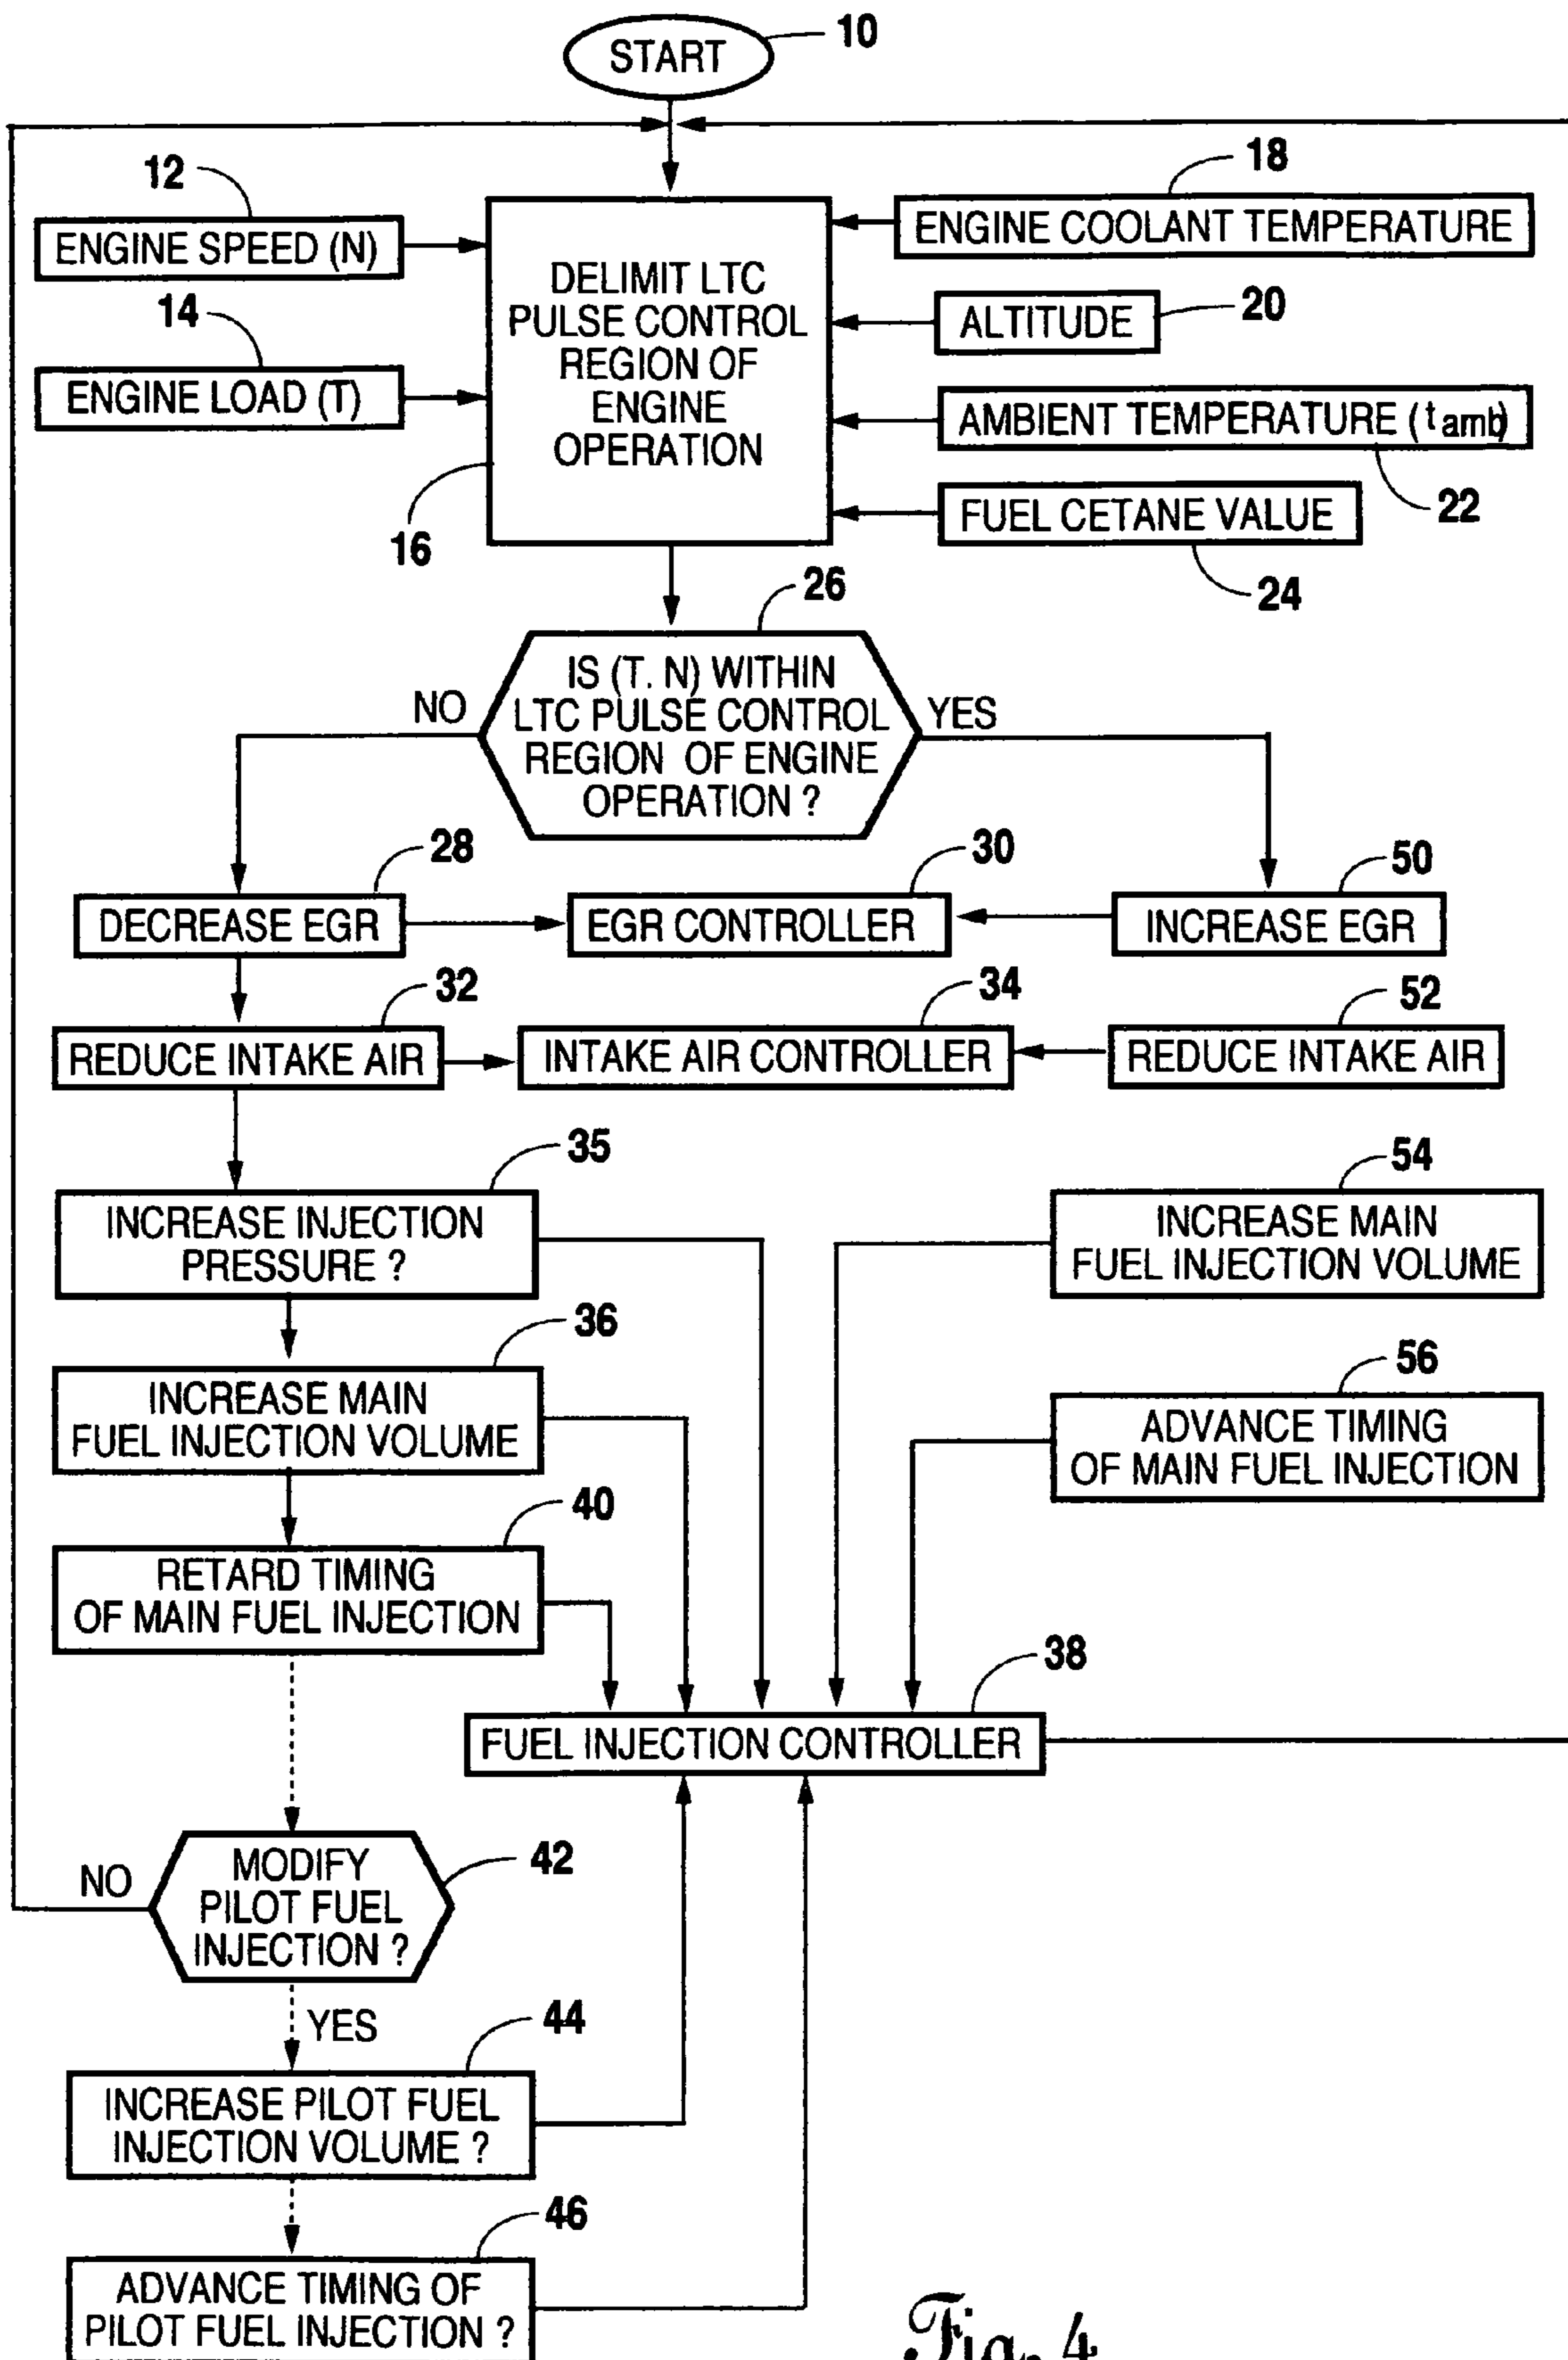 START
10
12
18
ENGINE SPEED (N)
ENGINE COOLANT TEMPERATURE
DELIMIT LTC
PULSE CONTROL
REGION OF
ENGINE
OPERATION
14
20
ALTITUDE
ENGINE LOAD (T)
AMBIENT TEMPERATURE (tamb)
22
16
FUEL CETANE VALUE
24
26
IS (T. N) WITHIN
LTC PULSE CONTROL
REGION OF ENGINE
OPERATION ?
NO
YES
28
30
50
DECREASE EGR
EGR CONTROLLER
INCREASE EGR
32
34
52
REDUCE INTAKE AIR
INTAKE AIR CONTROLLER
REDUCE INTAKE AIR
35
54
INCREASE INJECTION
PRESSURE ?
INCREASE MAIN
FUEL INJECTION VOLUME
36
56
INCREASE MAIN
FUEL INJECTION VOLUME
ADVANCE TIMING
OF MAIN FUEL INJECTION
40
RETARD TIMING
OF MAIN FUEL INJECTION
38
FUEL INJECTION CONTROLLER
42
NO
MODIFY
PILOT FUEL
INJECTION ?
YES
44
INCREASE PILOT FUEL
INJECTION VOLUME ?
46
ADVANCE TIMING OF
PILOT FUEL INJECTION ?
Fig. 4